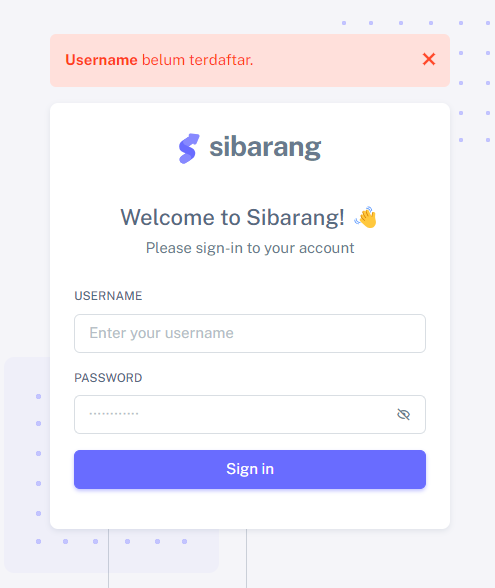 Username belum terdaftar.
sibarang
Welcome to Sibarang! 👋
Please sign-in to your account
USERNAME
Enter your username
PASSWORD
············
Sign in